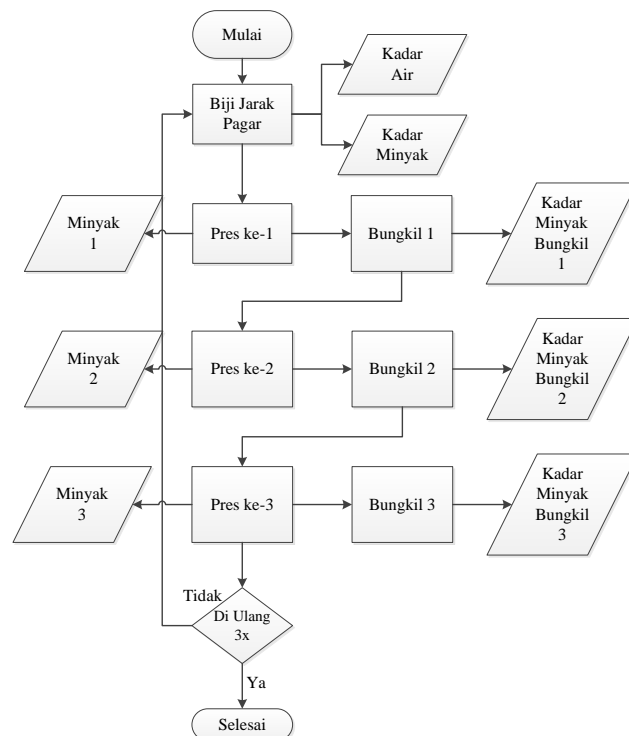 Mulai
Kadar
Air
Biji Jarak
Pagar
Kadar
Minyak
Minyak
1
Pres ke-1
Bungkil 1
Kadar
Minyak
Bungkil
1
Minyak
2
Pres ke-2
Bungkil 2
Kadar
Minyak
Bungkil
2
Minyak
3
Pres ke-3
Bungkil 3
Kadar
Minyak
Bungkil
3
Tidak
Di Ulang
3x
Ya
Selesai